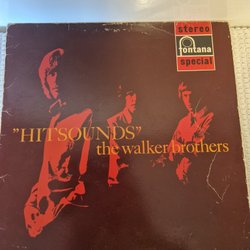 stereo
fontana
special
"HITSOUNDS"
the walker brothers